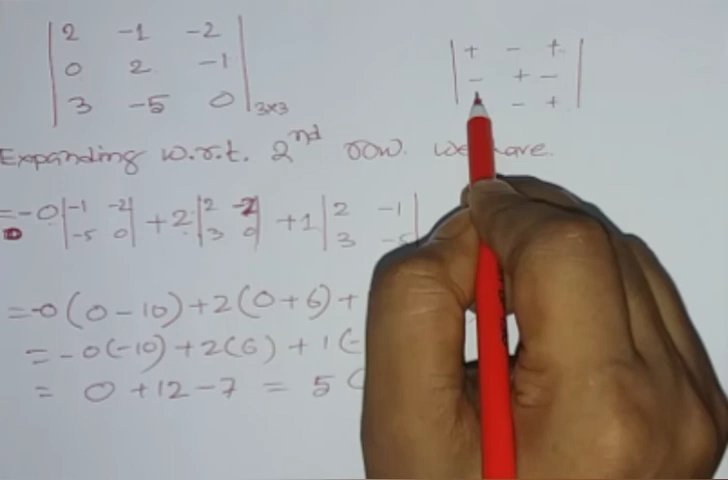 | 2 -1 -2 |
| 0 2 -1 |
| 3 -5 0 | 3x3
| + - + |
| - + - |
| - + |
Expanding w.r.t. 2nd row. we have.
= -0 | -1 -2 | + 2 | 2 -2 | + 1 | 2 -1 |
| -5 0 | | 3 0 | | 3 -5 |
= -0 (0 - 10) + 2 (0 + 6) +
= -0 (-10) + 2 (6) + 1 (-
= 0 + 12 - 7 = 5 (